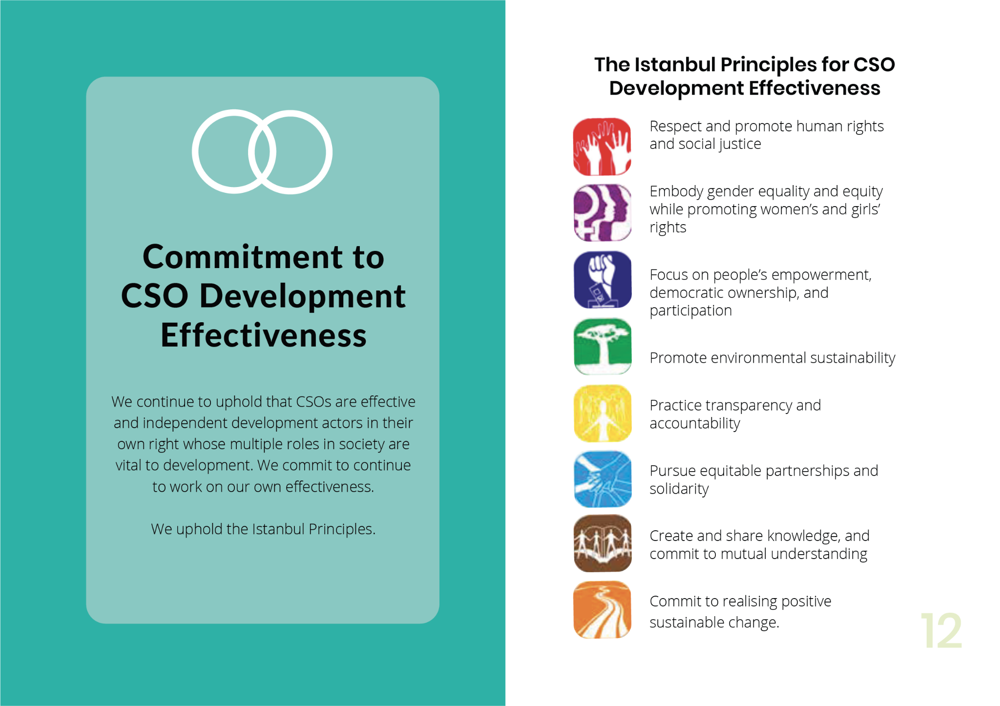 Commitment to
CSO Development
Effectiveness
We continue to uphold that CSOs are effective
and independent development actors in their
own right whose multiple roles in society are
vital to development. We commit to continue
to work on our own effectiveness.
We uphold the Istanbul Principles.
The Istanbul Principles for CSO
Development Effectiveness
Respect and promote human rights
and social justice
Embody gender equality and equity
while promoting women’s and girls’
rights
Focus on people’s empowerment,
democratic ownership, and
participation
Promote environmental sustainability
Practice transparency and
accountability
Pursue equitable partnerships and
solidarity
Create and share knowledge, and
commit to mutual understanding
Commit to realising positive
sustainable change.
12